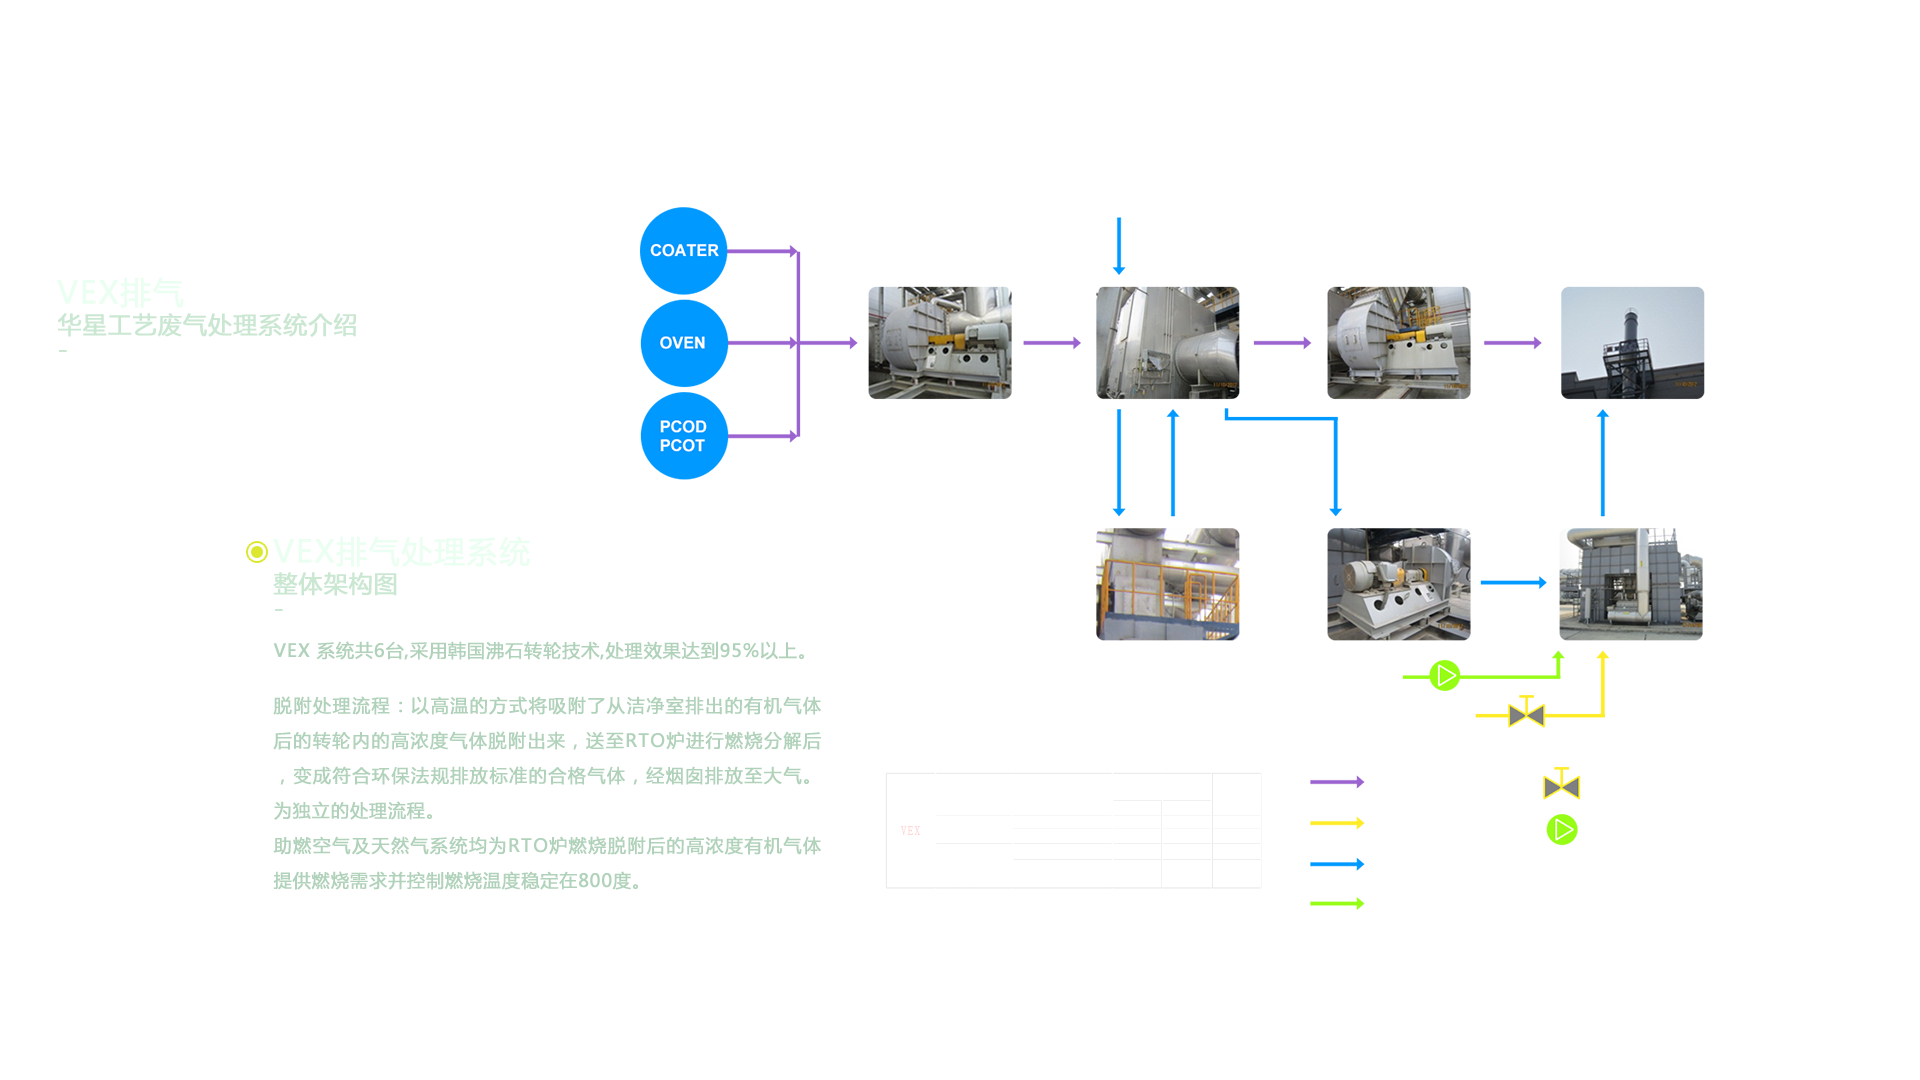 VEX排气
华星工艺废气处理系统介绍
COATER
OVEN
PCOD
PCOT
VEX排气处理系统
整体架构图
VEX 系统共6台,采用韩国沸石转轮技术,处理效果达到95%以上。
脱附处理流程：以高温的方式将吸附了从洁净室排出的有机气体
后的转轮内的高浓度气体脱附出来，送至RTO炉进行燃烧分解后
，变成符合环保法规排放标准的合格气体，经烟囱排放至大气。
为独立的处理流程。
助燃空气及天然气系统均为RTO炉燃烧脱附后的高浓度有机气体
提供燃烧需求并控制燃烧温度稳定在800度。
VEX